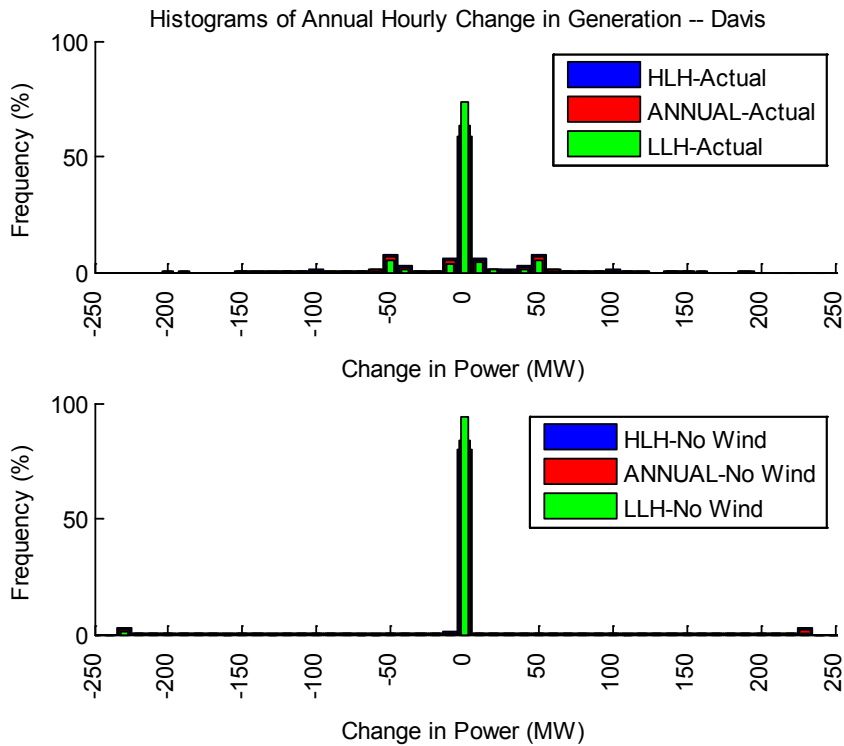 Histograms of Annual Hourly Change in Generation -- Davis
100
50
0
Frequency (%)
HLH-Actual
ANNUAL-Actual
LLH-Actual
-250 -200 -150 -100 -50 0 50 100 150 200 250
Change in Power (MW)
100
50
0
Frequency (%)
HLH-No Wind
ANNUAL-No Wind
LLH-No Wind
-250 -200 -150 -100 -50 0 50 100 150 200 250
Change in Power (MW)